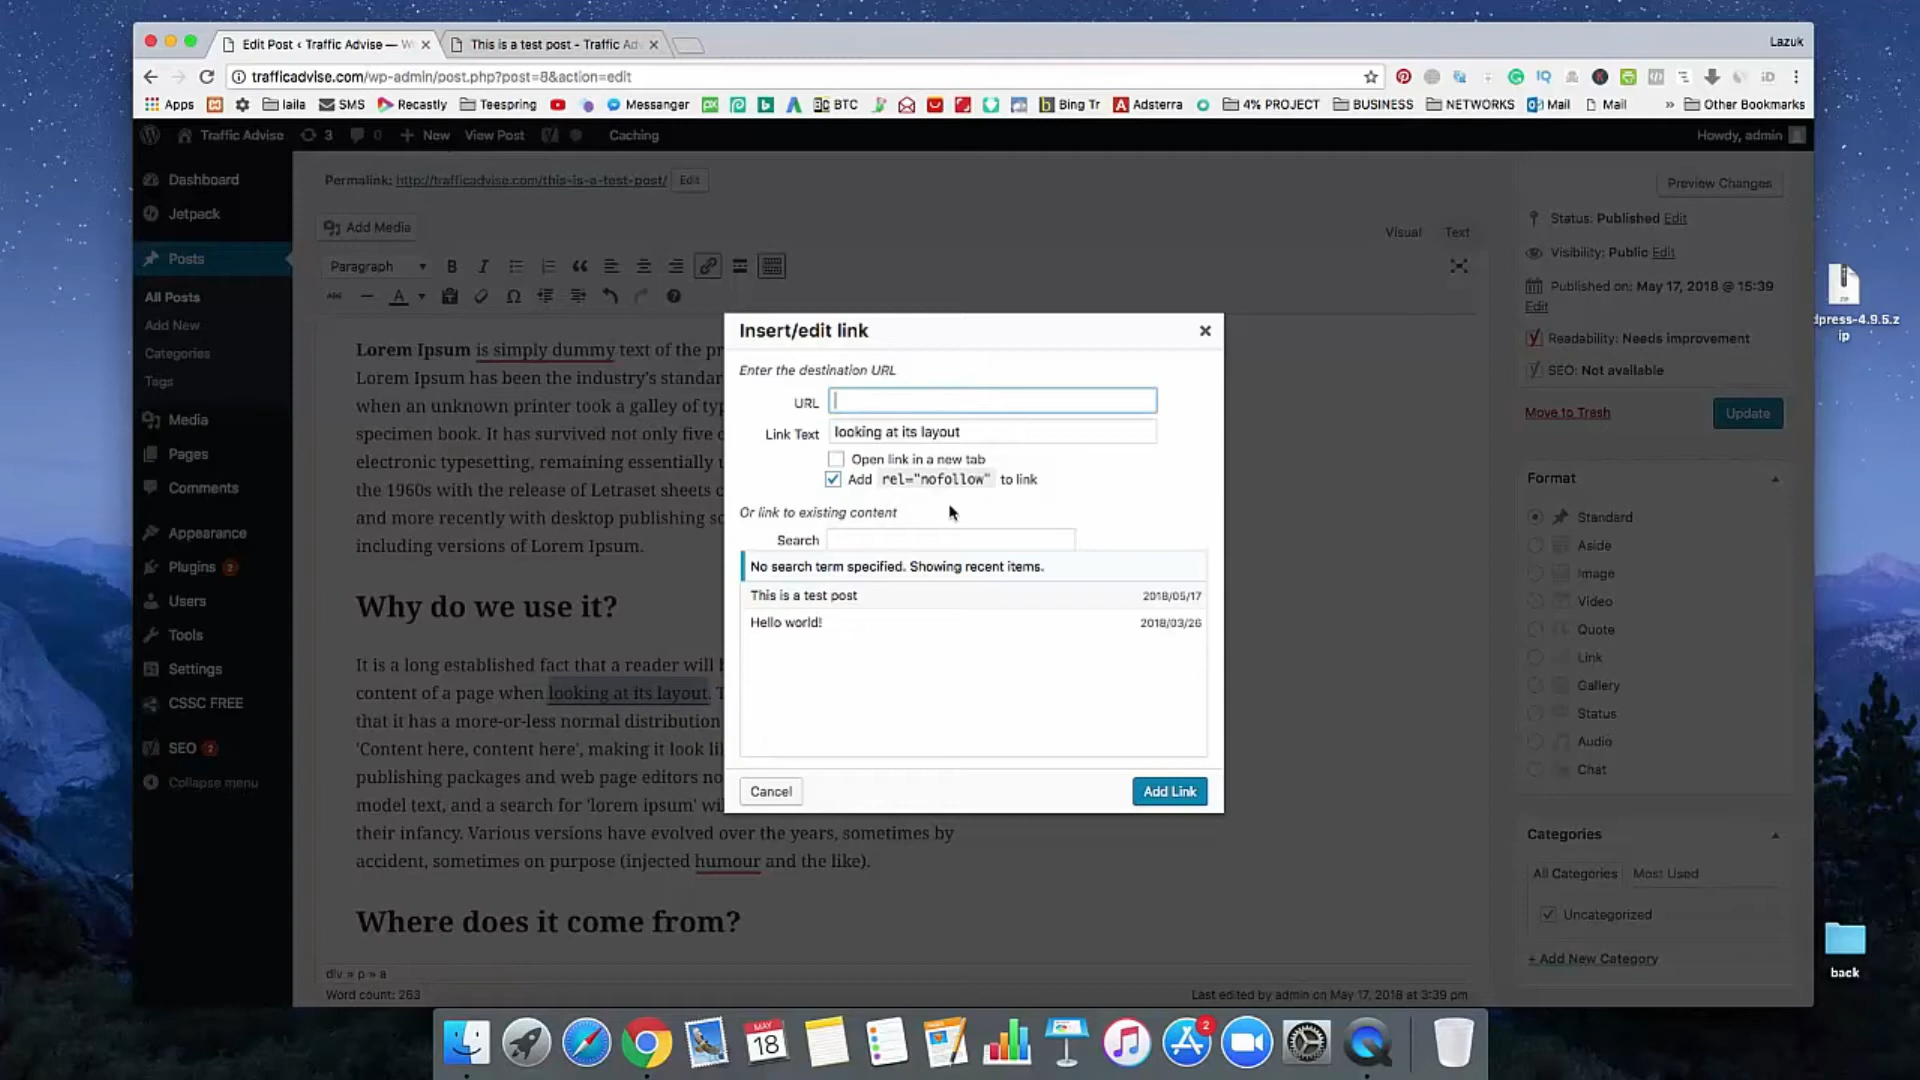 Edit Post ‹ Traffic Advise — W
This is a test post - Traffic Ad
Lazuk
trafficadvise.com/wp-admin/post.php?post=8&action=edit
Apps
laila
SMS
Recastly
Teespring
Messanger
BTC
Bing Tr
Adsterra
4% PROJECT
BUSINESS
NETWORKS
Mail
Mail
» Other Bookmarks
Traffic Advise
3
0
New
View Post
Caching
Howdy, admin
Dashboard
Jetpack
Posts
All Posts
Add New
Categories
Tags
Media
Pages
Comments
Appearance
Plugins 2
Users
Tools
Settings
CSSC FREE
SEO 2
Collapse menu
Permalink: http://trafficadvise.com/this-is-a-test-post/ Edit
Add Media
Visual Text
Paragraph
Lorem Ipsum is simply dummy text of the pr
Lorem Ipsum has been the industry's standar
when an unknown printer took a galley of typ
specimen book. It has survived not only five c
electronic typesetting, remaining essentially u
the 1960s with the release of Letraset sheets c
and more recently with desktop publishing so
including versions of Lorem Ipsum.
Why do we use it?
It is a long established fact that a reader will b
content of a page when looking at its layout. T
that it has a more-or-less normal distribution
'Content here, content here', making it look li
publishing packages and web page editors no
model text, and a search for 'lorem ipsum' wi
their infancy. Various versions have evolved over the years, sometimes by
accident, sometimes on purpose (injected humour and the like).
Where does it come from?
div » p » a
Word count: 263
Last edited by admin on May 17, 2018 at 3:39 pm
Insert/edit link
Enter the destination URL
URL
Link Text looking at its layout
Open link in a new tab
Add rel="nofollow" to link
Or link to existing content
Search
No search term specified. Showing recent items.
This is a test post 2018/05/17
Hello world! 2018/03/26
Cancel
Add Link
Preview Changes
Status: Published Edit
Visibility: Public Edit
Published on: May 17, 2018 @ 15:39
Edit
Readability: Needs improvement
SEO: Not available
Move to Trash
Update
Format
Standard
Aside
Image
Video
Quote
Link
Gallery
Status
Audio
Chat
Categories
All Categories Most Used
Uncategorized
+ Add New Category
ZIP
dpress-4.9.5.z
ip
back
MAY
18
2